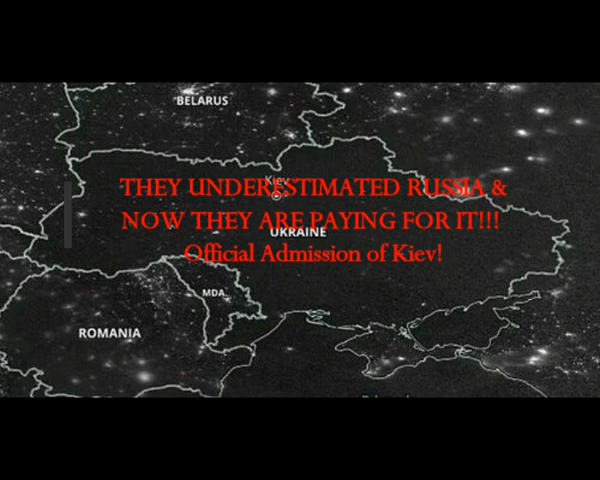 BELARUS
Kiev
THEY UNDERESTIMATED RUSSIA &
NOW THEY ARE PAYING FOR IT!!!
UKRAINE
Official Admission of Kiev!
MDA.
ROMANIA